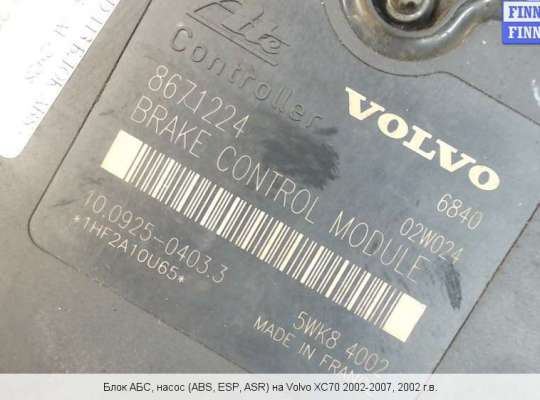 FINN
FINN
Ate
Controller
VOLVO
8671224
BRAKE CONTROL MODULE
6840
02W024
10.0925-0403.3
*1HF2A10U65*
5WK8 4002
MADE IN FRAN
Блок АБС, насос (ABS, ESP, ASR) на Volvo XC70 2002-2007, 2002 г.в.